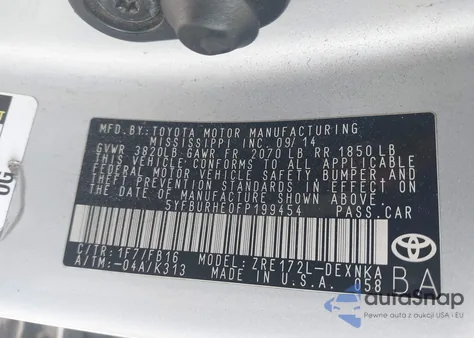 MFD. BY: TOYOTA MOTOR MANUFACTURING
MISSISSIPPI INC. 09/14
GVWR 3820LB GAWR FR 2070LB RR 1850LB
THIS VEHICLE CONFORMS TO ALL APPLICABLE
FEDERAL MOTOR VEHICLE SAFETY, BUMPER, AND
THEFT PREVENTION STANDARDS IN EFFECT ON
THE DATE OF MANUFACTURE SHOWN ABOVE.
5YFBURHE0FP199454 PASS.CAR
C/TR: 1F7/FB16 MODEL: ZRE172L-DEXNKA
A/TM: -04A/K313 MADE IN U.S.A. 058 BA
TOYOTA
OG
autoSnap
Pewne auta z USA i EU